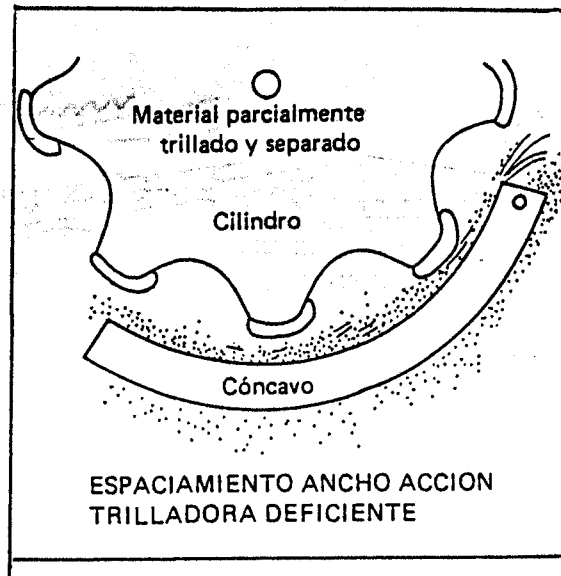 Material parcialmente
trillado y separado
Cilindro
Cóncavo
ESPACIAMIENTO ANCHO ACCION
TRILLADORA DEFICIENTE